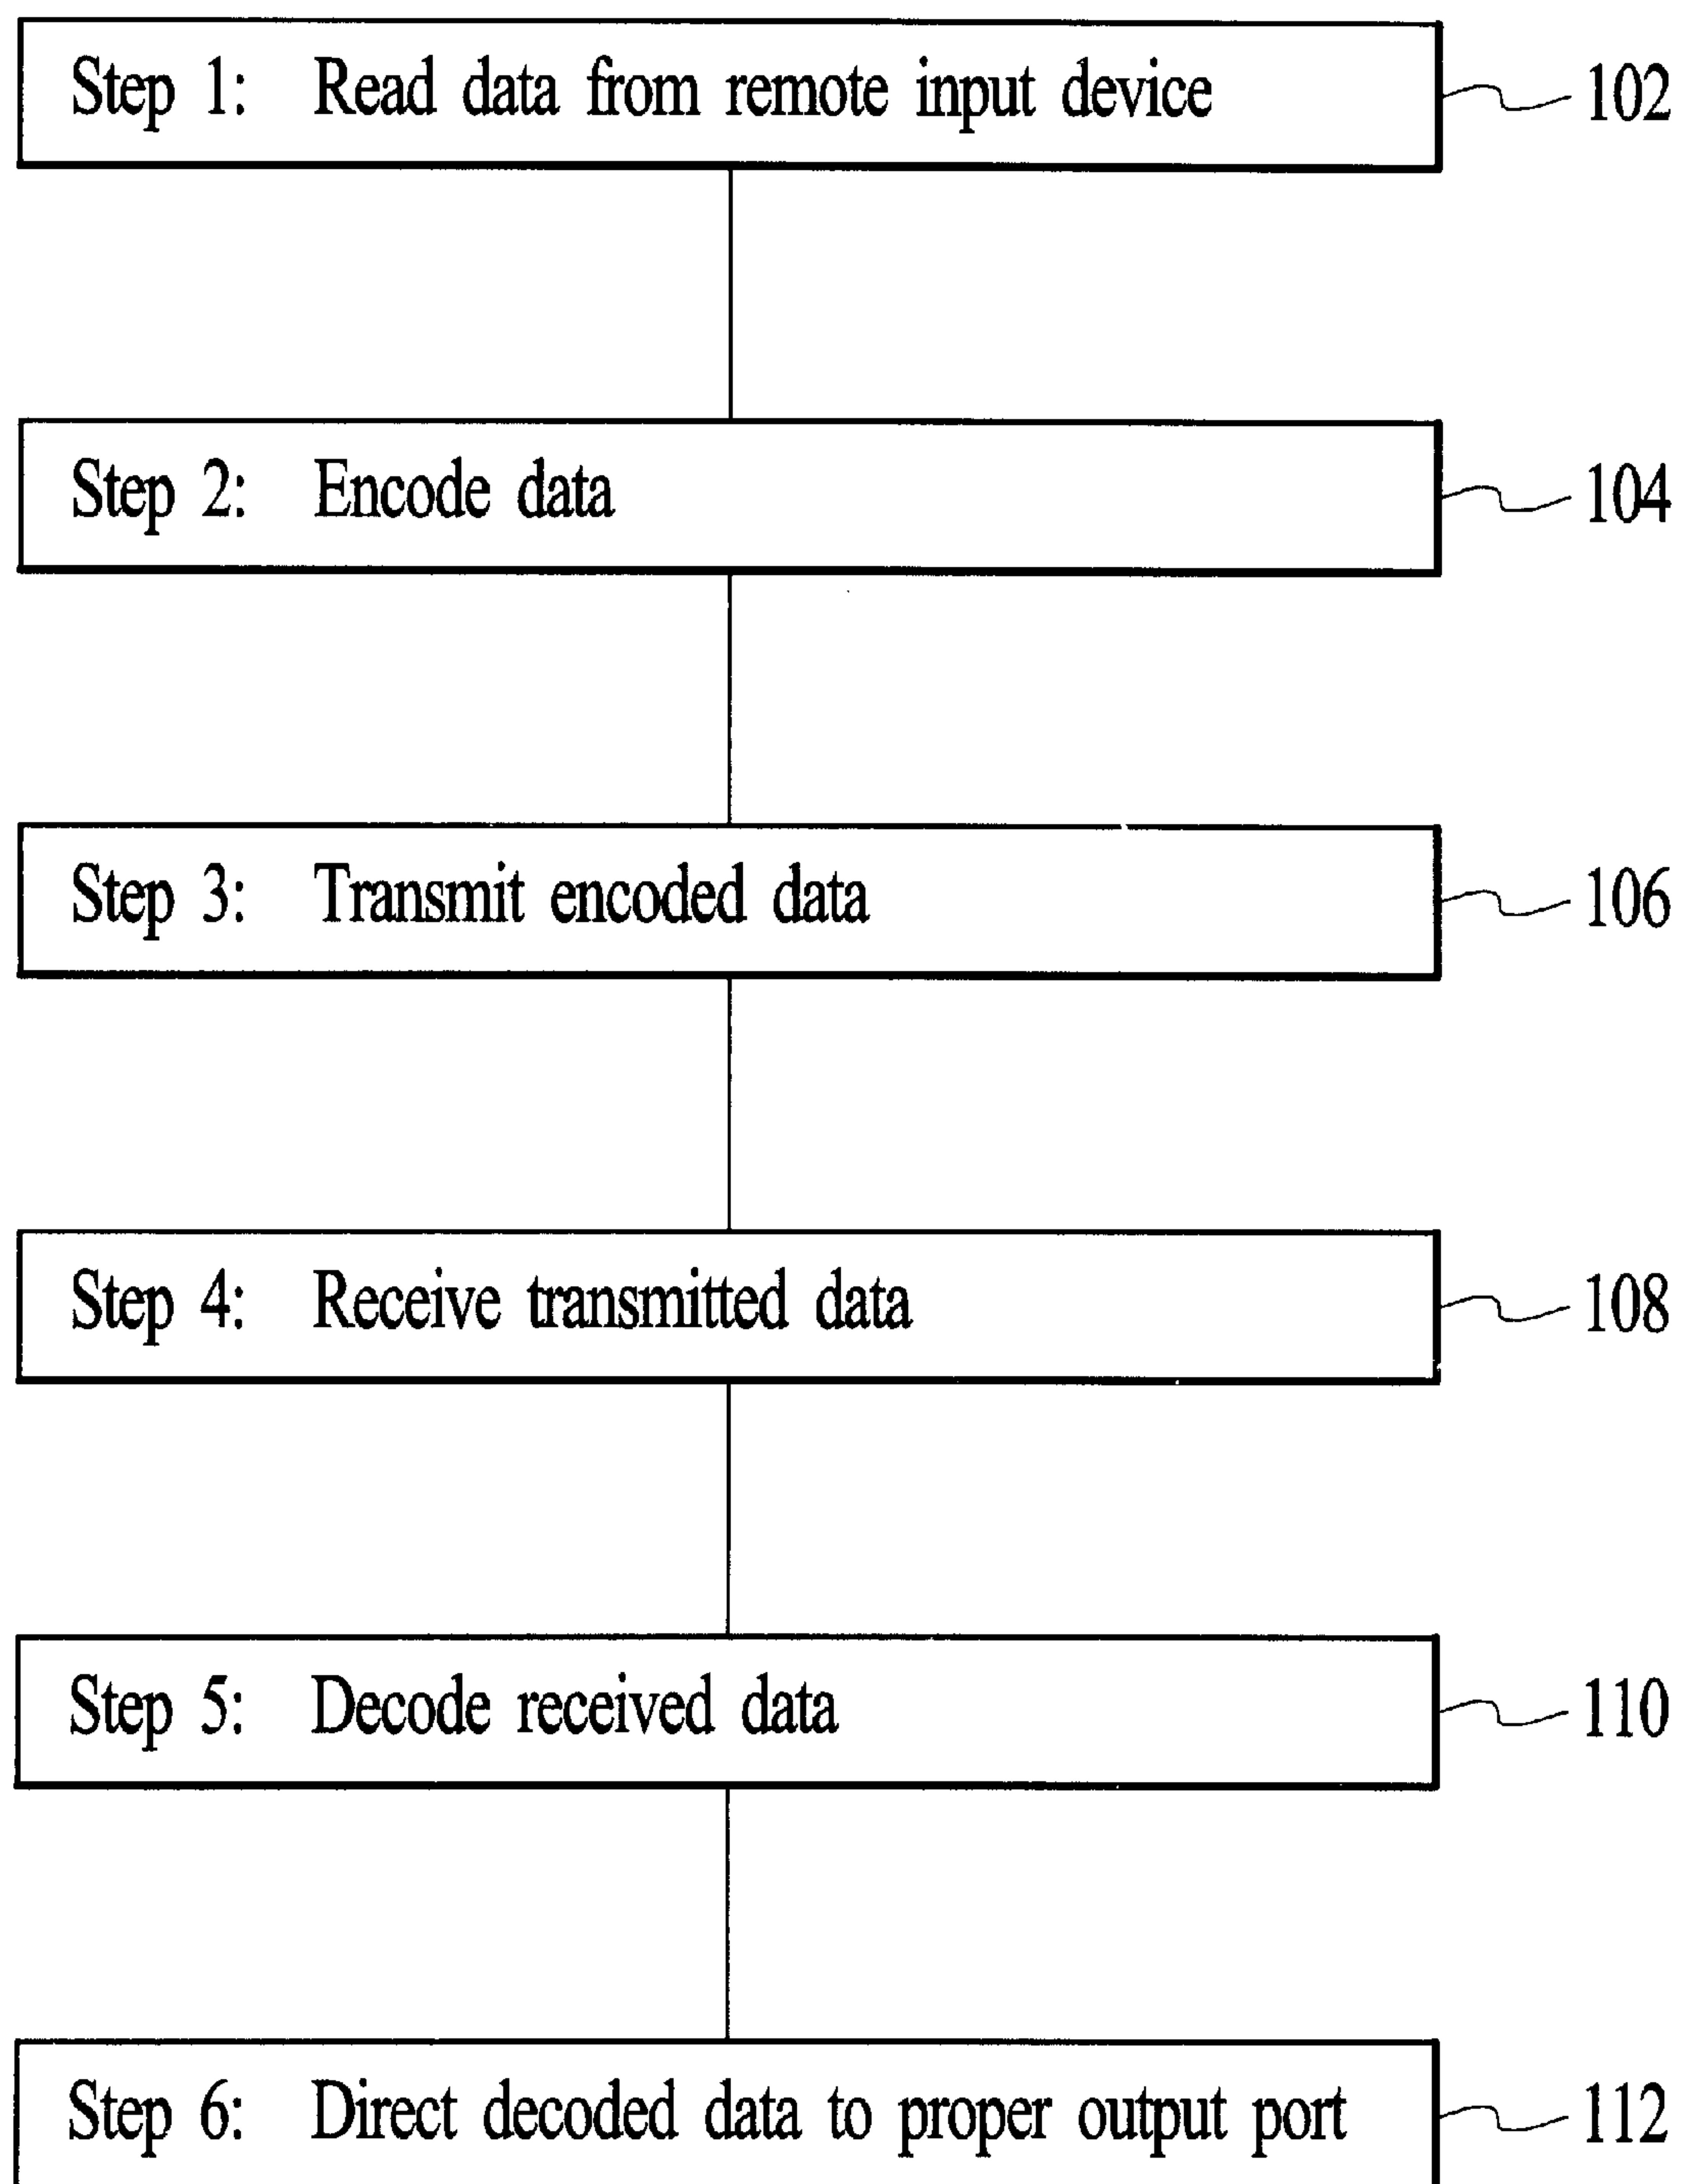 Step 1: Read data from remote input device 102
Step 2: Encode data 104
Step 3: Transmit encoded data 106
Step 4: Receive transmitted data 108
Step 5: Decode received data 110
Step 6: Direct decoded data to proper output port 112